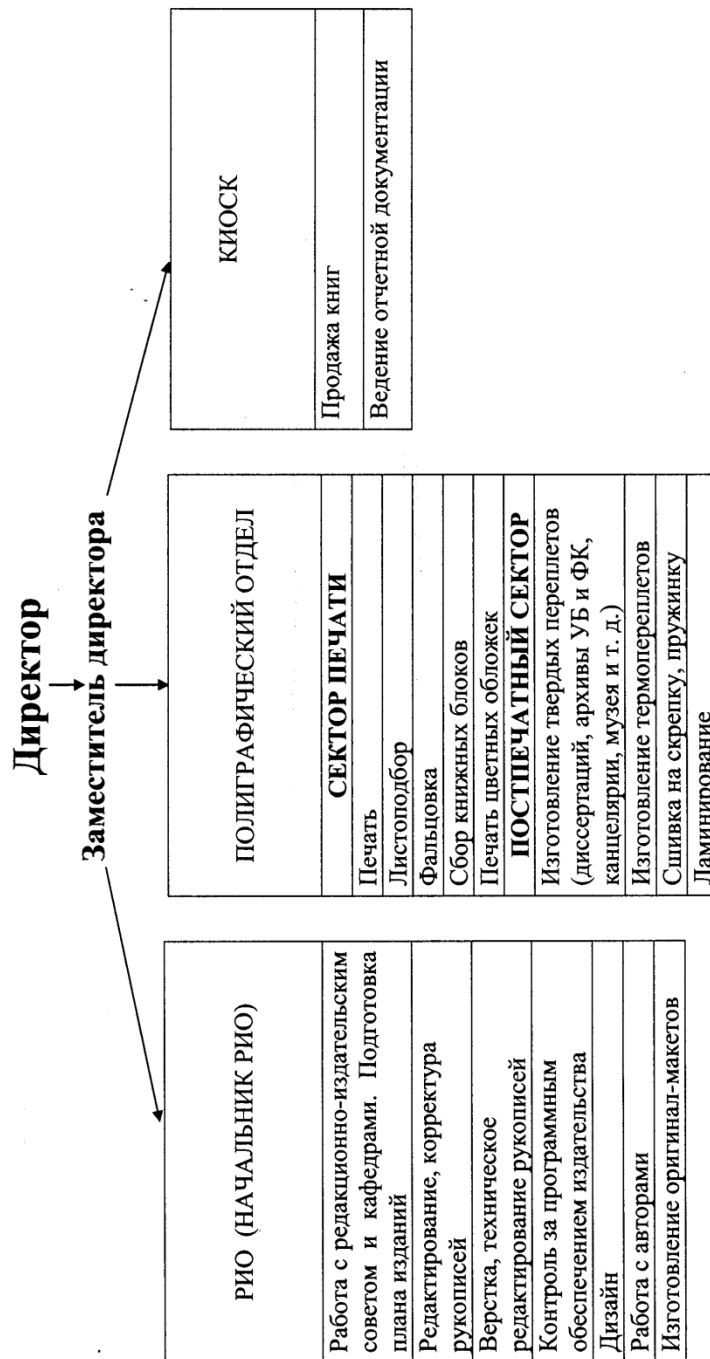 Директор
Заместитель директора
РИО (НАЧАЛЬНИК РИО)
Работа с редакционно-издательским
советом и кафедрами. Подготовка
плана изданий
Редактирование, корректура
рукописей
Верстка, техническое
редактирование рукописей
Контроль за программным
обеспечением издательства
Дизайн
Работа с авторами
Изготовление оригинал-макетов
ПОЛИГРАФИЧЕСКИЙ ОТДЕЛ
СЕКТОР ПЕЧАТИ
Печать
Листоподбор
Фальцовка
Сбор книжных блоков
Печать цветных обложек
ПОСТПЕЧАТНЫЙ СЕКТОР
Изготовление твердых переплетов
(диссертаций, архивы УБ и ФК,
канцелярии, музея и т. д.)
Изготовление термопереплетов
Сшивка на скрепку, пружинку
Ламинирование
КИОСК
Продажа книг
Ведение отчетной документации